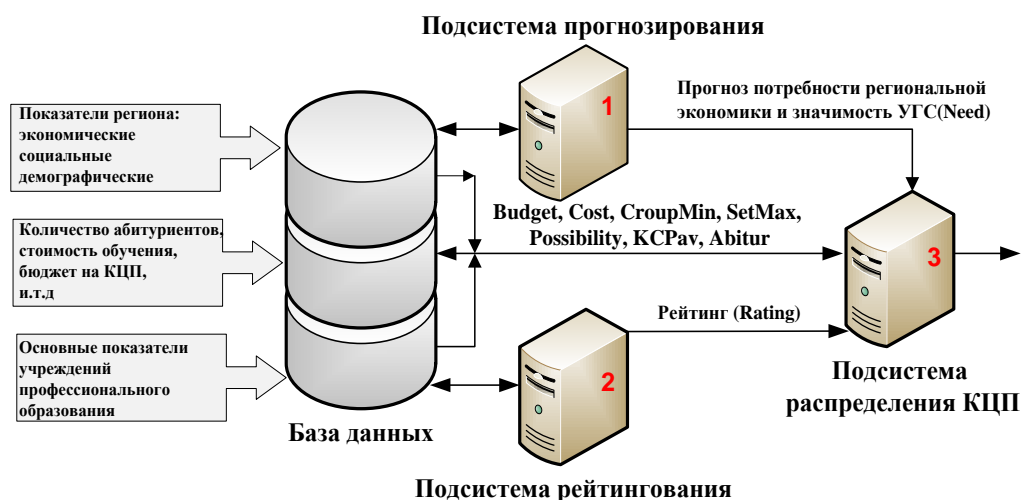 Подсистема прогнозирования
Показатели региона:
экономические
социальные
демографические
1
Прогноз потребности региональной
экономики и значимость УГС(Need)
Количество абитуриентов,
стоимость обучения,
бюджет на КЦП,
и.т.д
Budget, Cost, CroupMin, SetMax,
Possibility, KCPav, Abitur
3
Основные показатели
учреждений
профессионального
образования
2
Рейтинг (Rating)
База данных
Подсистема
распределения КЦП
Подсистема рейтингования